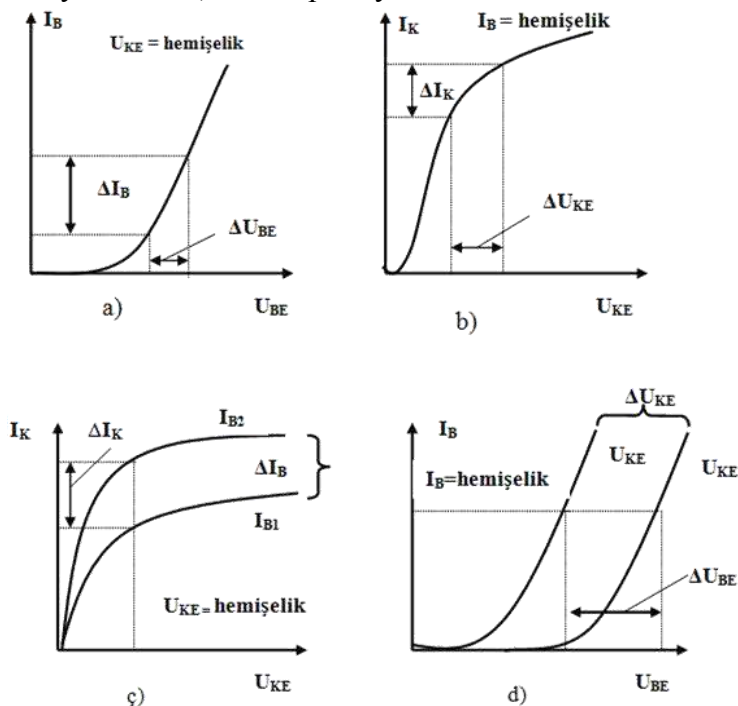 I_B
U_KE = hemişelik
ΔI_B
ΔU_BE
U_BE
a)
I_K
I_B = hemişelik
ΔI_K
ΔU_KE
U_KE
b)
I_K
ΔI_K
I_B2
ΔI_B
I_B1
U_KE = hemişelik
U_KE
ç)
ΔU_KE
I_B
U_KE
U_KE
I_B=hemişelik
ΔU_BE
U_BE
d)